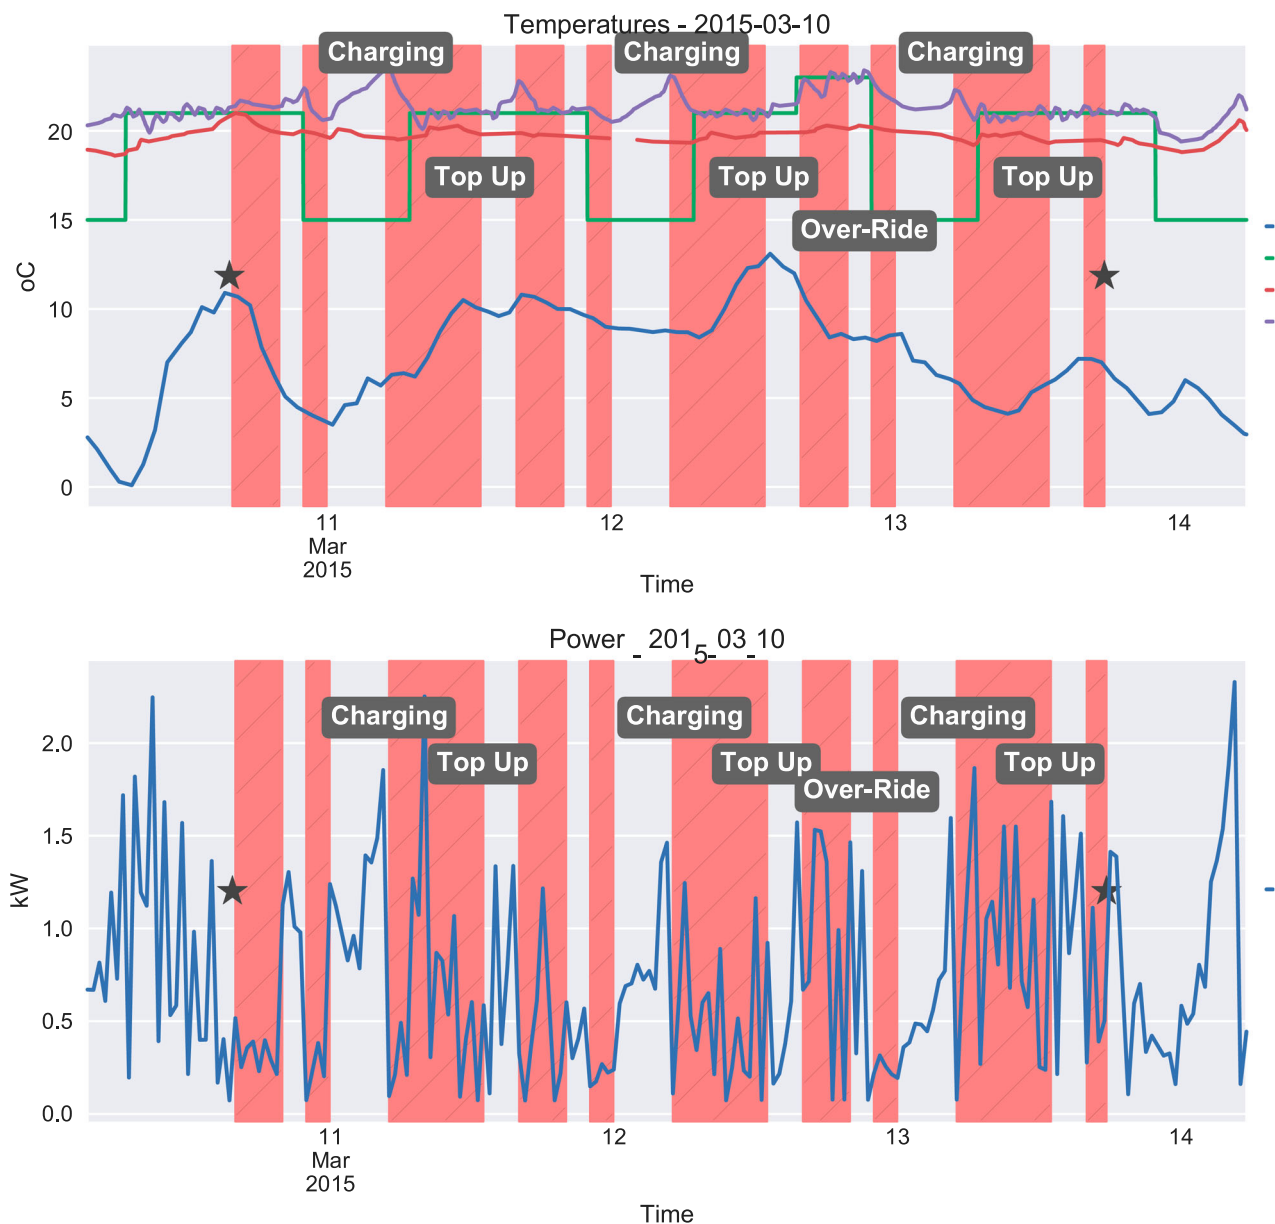 Temperatures - 2015-03-10
Charging Charging Charging
20
Top Up Top Up Top Up
15
Over-Ride
oC
10
5
0
11 12 13 14
Mar
2015
Time
Power - 2015-03-10
Charging Charging Charging
2.0
Top Up Top Up Top Up
Over-Ride
1.5
kW
1.0
0.5
0.0
11 12 13 14
Mar
2015
Time